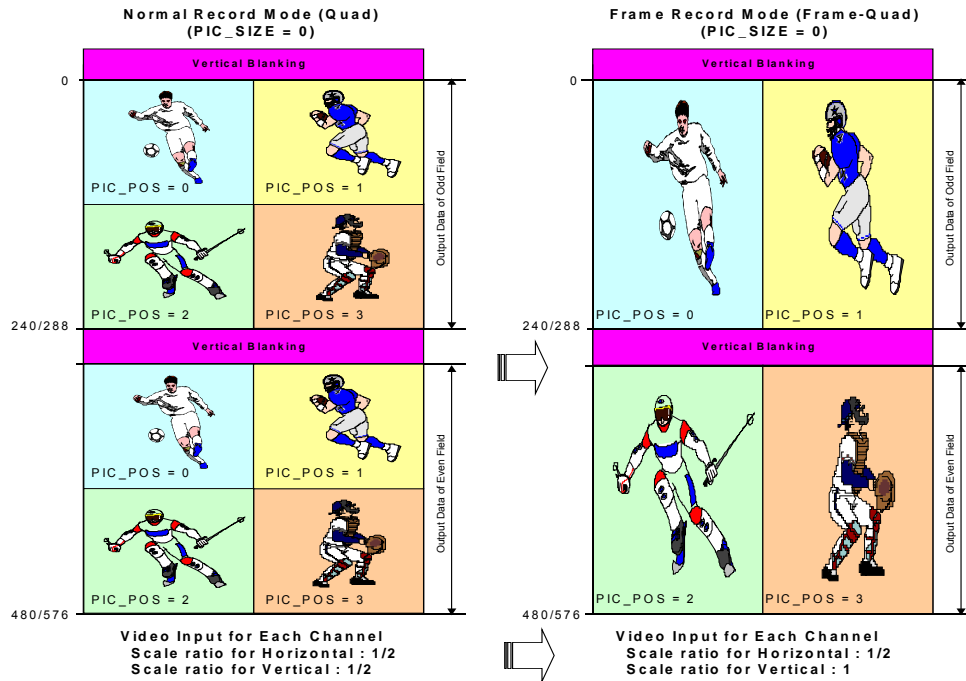 Normal Record Mode (Quad)
(PIC_SIZE = 0)
Vertical Blanking
0
PIC_POS = 0
PIC_POS = 1
PIC_POS = 2
PIC_POS = 3
Output Data of Odd Field
240/288
Vertical Blanking
PIC_POS = 0
PIC_POS = 1
PIC_POS = 2
PIC_POS = 3
Output Data of Even Field
480/576
Video Input for Each Channel
Scale ratio for Horizontal : 1/2
Scale ratio for Vertical : 1/2
Frame Record Mode (Frame-Quad)
(PIC_SIZE = 0)
Vertical Blanking
0
PIC_POS = 0
PIC_POS = 1
Output Data of Odd Field
240/288
Vertical Blanking
PIC_POS = 2
PIC_POS = 3
Output Data of Even Field
480/576
Video Input for Each Channel
Scale ratio for Horizontal : 1/2
Scale ratio for Vertical : 1